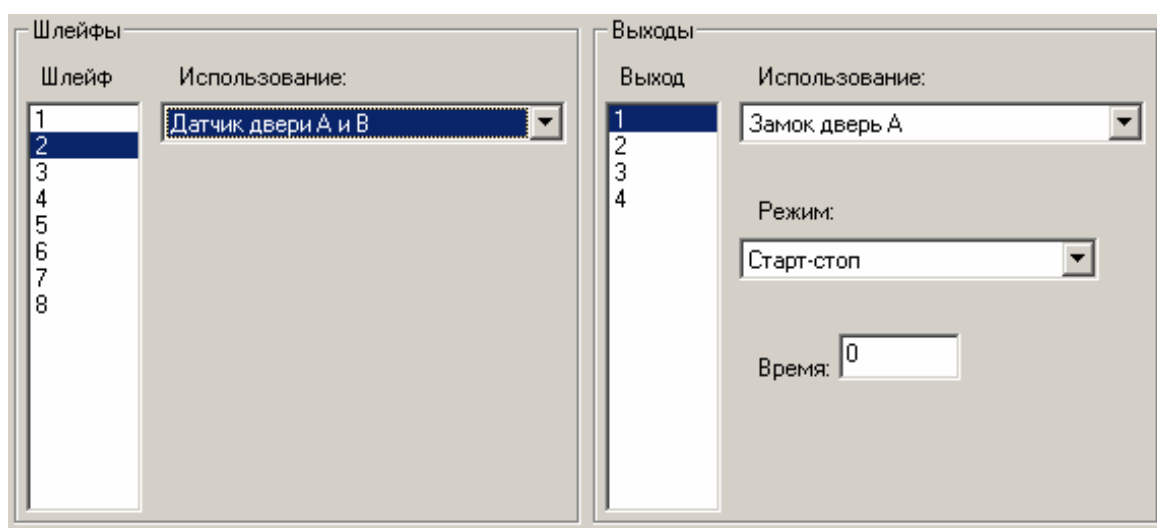 Шлейфы
Шлейф
Использование:
1
2
3
4
5
6
7
8
Датчик двери А и В
Выходы
Выход
Использование:
1
2
3
4
Замок дверь А
Режим:
Старт-стоп
Время:
0